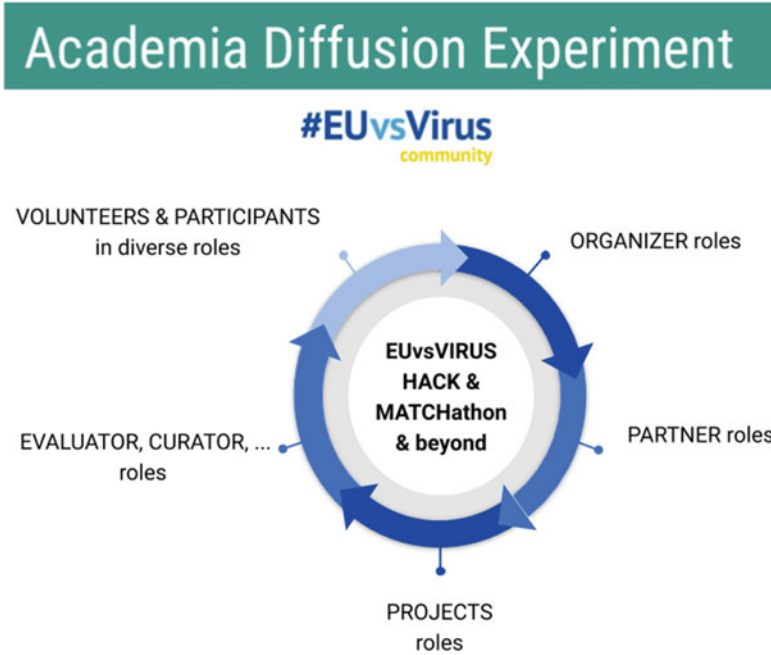 Academia Diffusion Experiment
#EUvsVirus
community
VOLUNTEERS & PARTICIPANTS
in diverse roles
ORGANIZER roles
EUvsVIRUS
HACK &
MATCHathon
& beyond
EVALUATOR, CURATOR, ...
roles
PARTNER roles
PROJECTS
roles